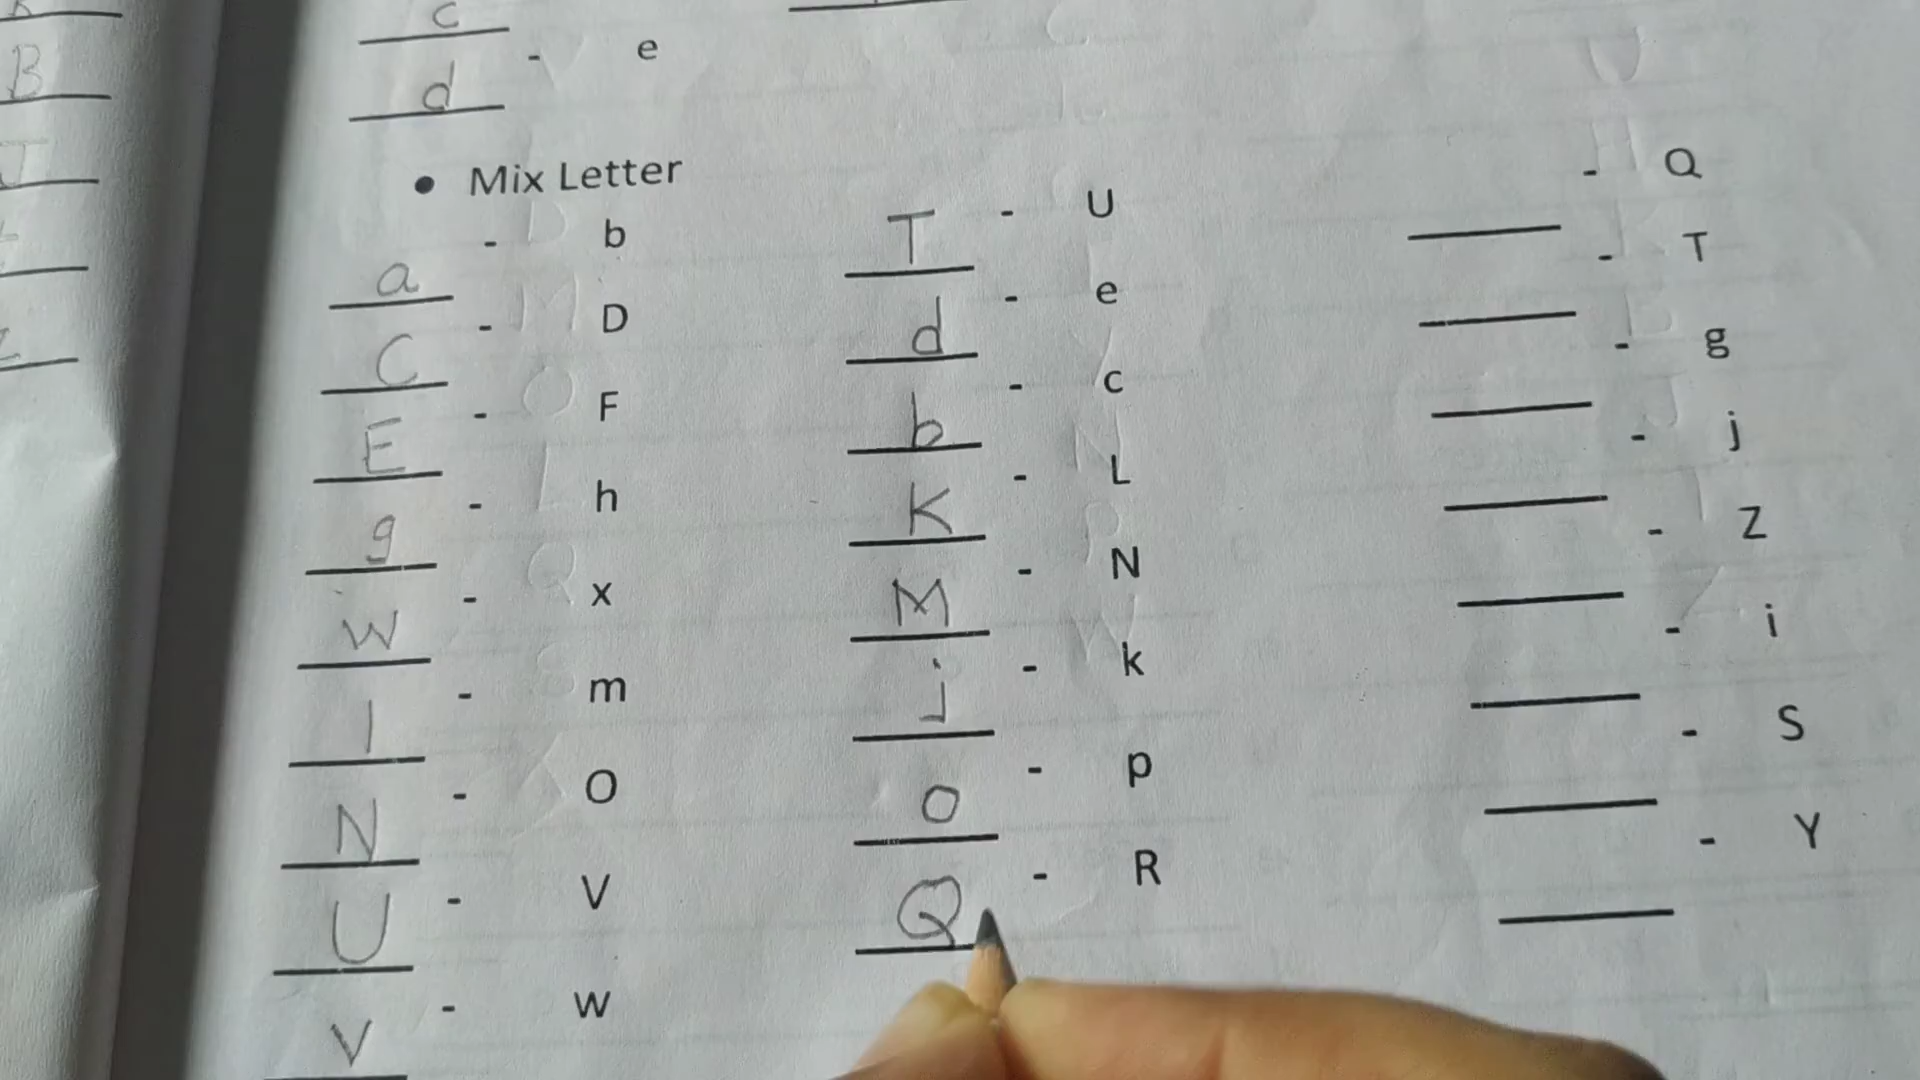 B
c
d - e
• Mix Letter
a - b
C - D
E - F
g - h
W - x
l - m
N - O
U - V
V - w
T - U
d - e
b - c
K - L
M - N
j - k
o - p
Q - R
- Q
- T
- g
- j
- Z
- i
- S
- Y